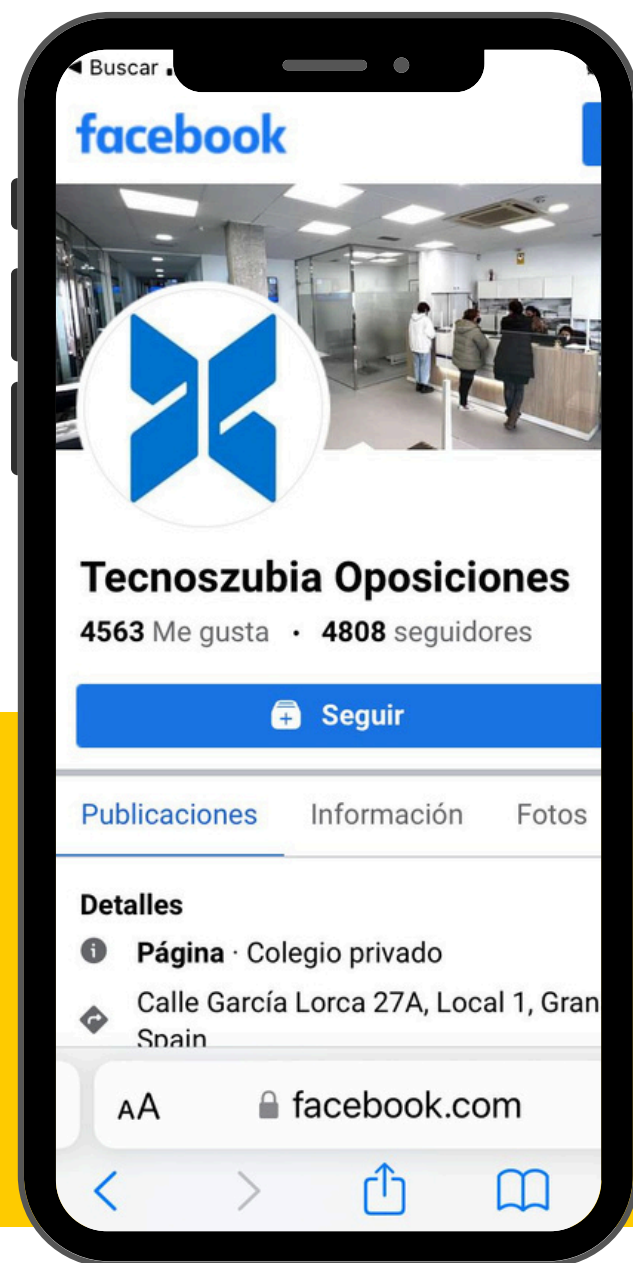 Buscar
facebook
Tecnoszubia Oposiciones
4563 Me gusta · 4808 seguidores
Seguir
Publicaciones Información Fotos
Detalles
Página · Colegio privado
Calle García Lorca 27A, Local 1, Gran
Spain
AA facebook.com